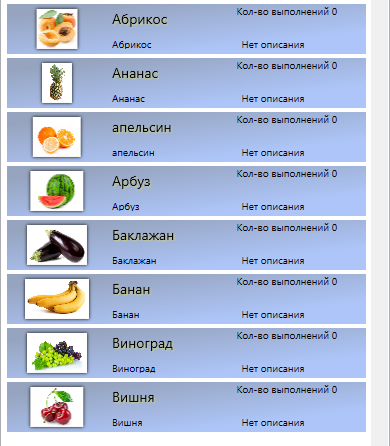 Абрикос
Кол-во выполнений 0
Абрикос
Нет описания
Ананас
Кол-во выполнений 0
Ананас
Нет описания
апельсин
Кол-во выполнений 0
апельсин
Нет описания
Арбуз
Кол-во выполнений 0
Арбуз
Нет описания
Баклажан
Кол-во выполнений 0
Баклажан
Нет описания
Банан
Кол-во выполнений 0
Банан
Нет описания
Виноград
Кол-во выполнений 0
Виноград
Нет описания
Вишня
Кол-во выполнений 0
Вишня
Нет описания